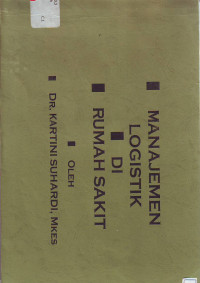 ■ MANAJEMEN
LOGISTIK
■ DI
■ RUMAH SAKIT
■ OLEH
■ DR. KARTINI SUHARDI, MKES